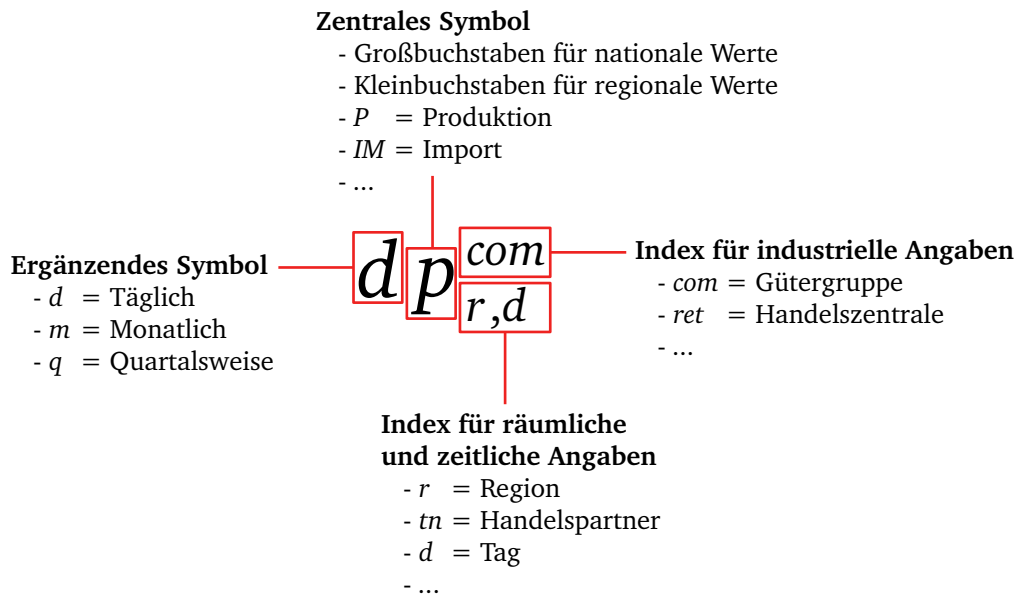 Zentrales Symbol
- Großbuchstaben für nationale Werte
- Kleinbuchstaben für regionale Werte
- P = Produktion
- IM = Import
- ...
d p com
r,d
Ergänzendes Symbol
- d = Täglich
- m = Monatlich
- q = Quartalsweise
Index für industrielle Angaben
- com = Gütergruppe
- ret = Handelszentrale
- ...
Index für räumliche
und zeitliche Angaben
- r = Region
- tn = Handelspartner
- d = Tag
- ...